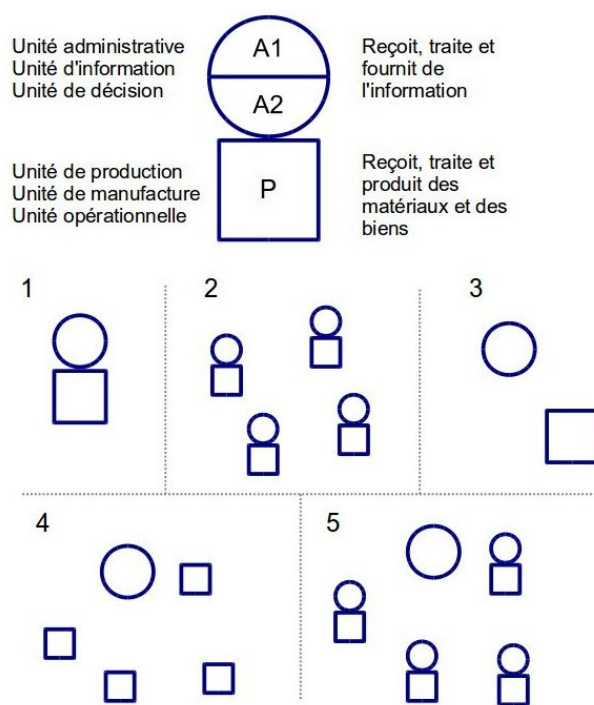 Unité administrative
Unité d'information
Unité de décision
A1
A2
Reçoit, traite et
fournit de
l'information
Unité de production
Unité de manufacture
Unité opérationnelle
P
Reçoit, traite et
produit des
matériaux et des
biens
1
2
3
4
5